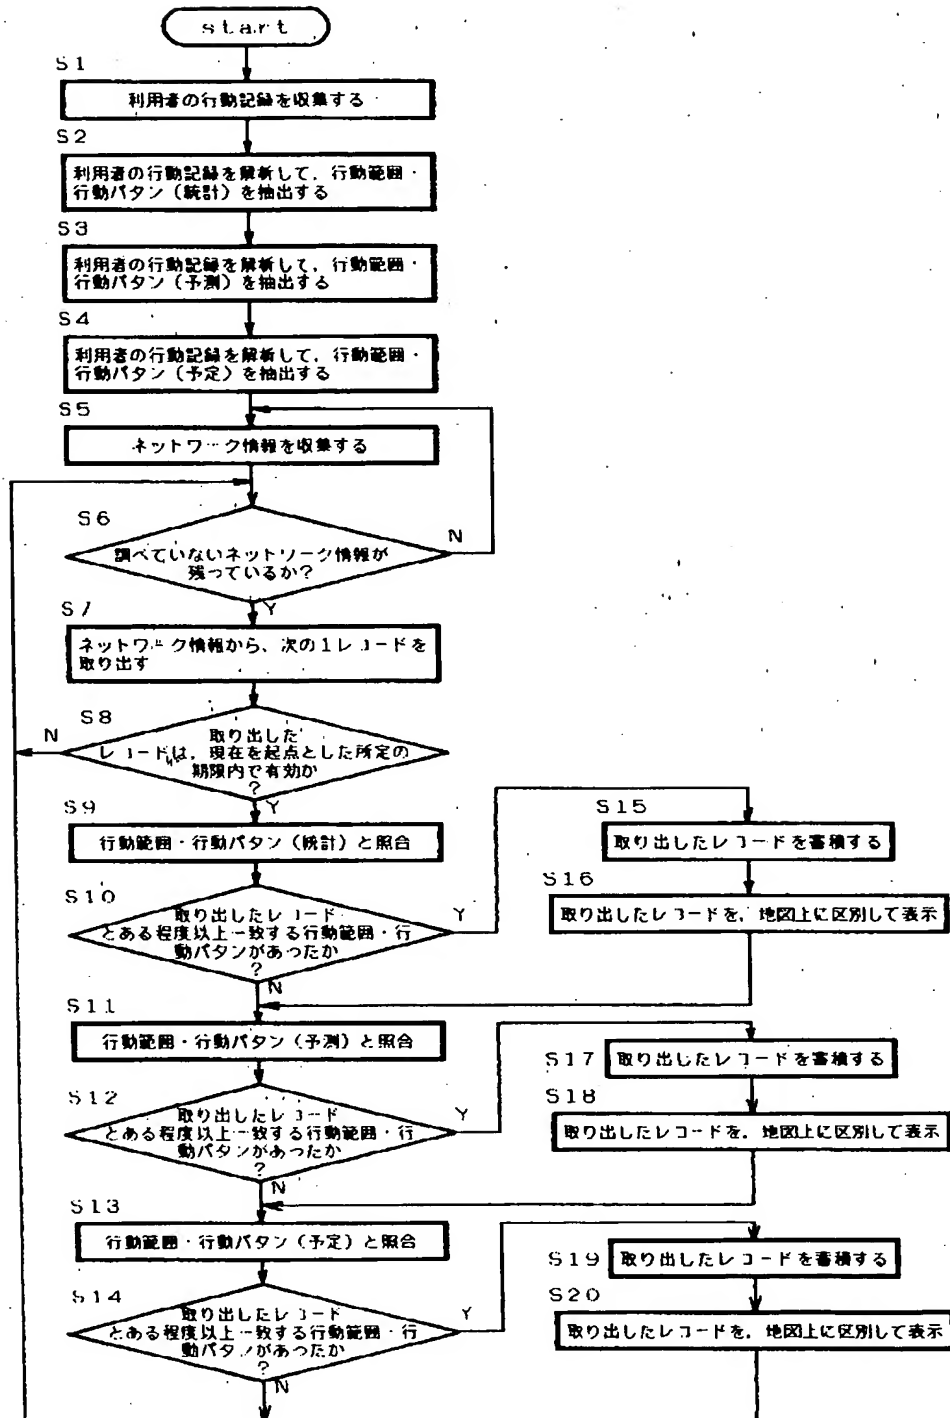 start
S1
利用者の行動記録を収集する
S2
利用者の行動記録を解析して，行動範囲・
行動パタン（統計）を抽出する
S3
利用者の行動記録を解析して，行動範囲・
行動パタン（予測）を抽出する
S4
利用者の行動記録を解析して，行動範囲・
行動パタン（予定）を抽出する
S5
ネットワーク情報を収集する
S6
N
調べていないネットワーク情報が
残っているか？
Y
S7
ネットワーク情報から、次の1レコードを
取り出す
S8
N
取り出した
レコードは，現在を起点とした所定の
期限内で有効か
？
Y
S9
行動範囲・行動パタン（統計）と照合
S15
取り出したレコードを蓄積する
S10
取り出したレコード
とある程度以上一致する行動範囲・行
動パタンがあったか
？
Y
N
S16
取り出したレコードを，地図上に区別して表示
S11
行動範囲・行動パタン（予測）と照合
S17
取り出したレコードを蓄積する
S12
取り出したレコード
とある程度以上一致する行動範囲・行
動パタンがあったか
？
Y
N
S18
取り出したレコードを，地図上に区別して表示
S13
行動範囲・行動パタン（予定）と照合
S19
取り出したレコードを蓄積する
S14
取り出したレコード
とある程度以上一致する行動範囲・行
動パタンがあったか
？
Y
N
S20
取り出したレコードを，地図上に区別して表示